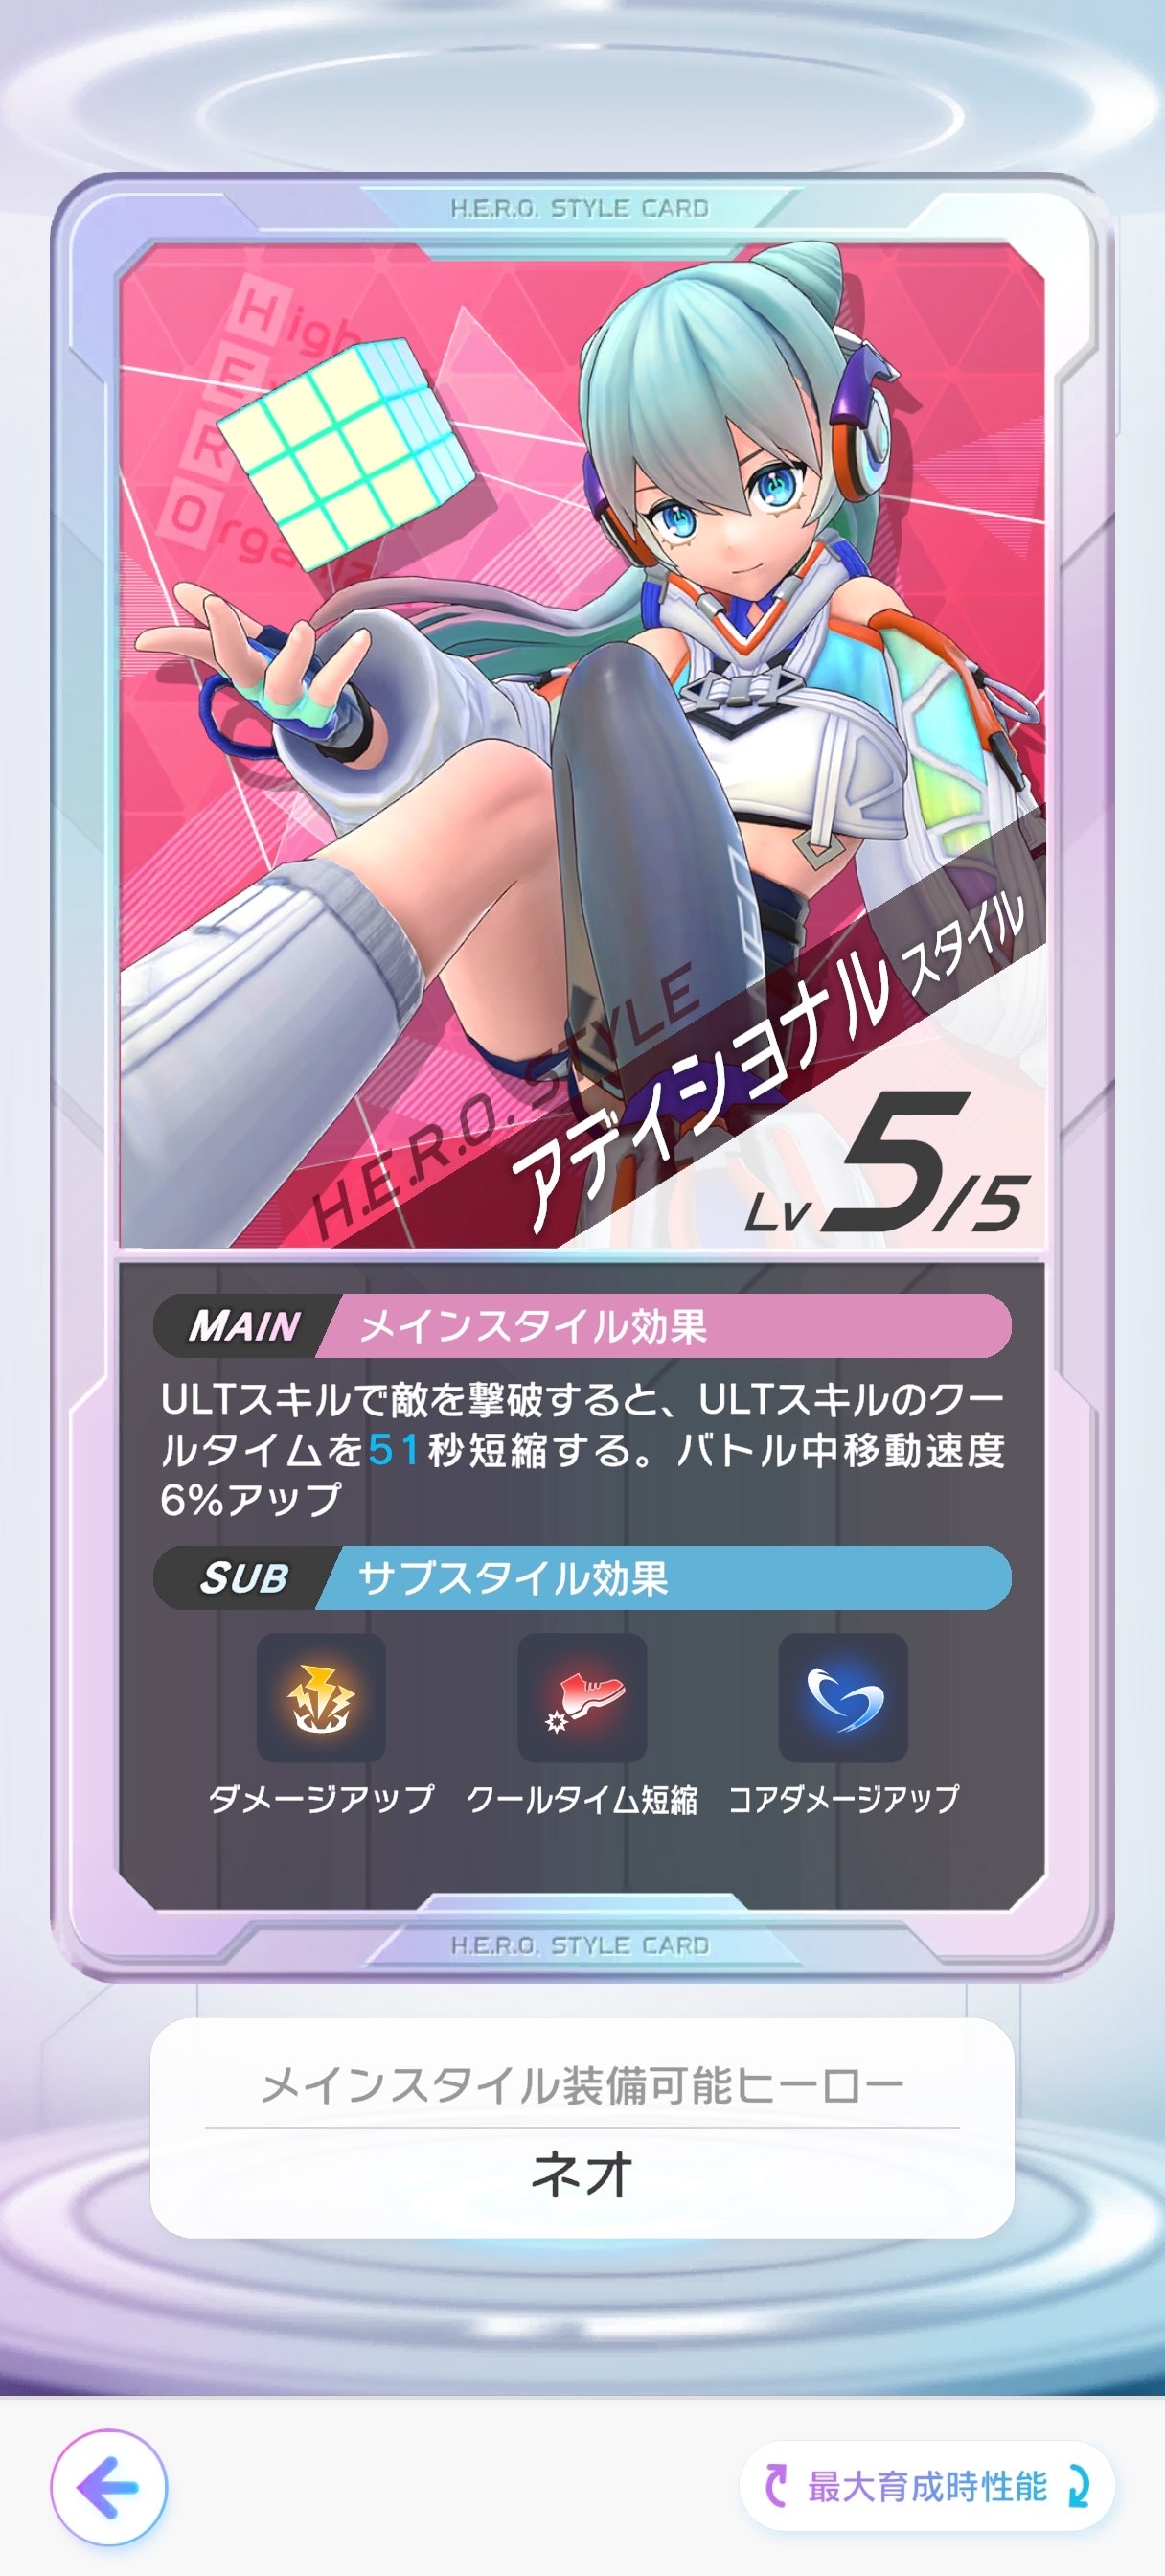 H.E.R.O. STYLE CARD
High
E
R
Orga
H.E.R.O. STYLE
アディショナル スタイル
Lv 5/5
MAIN メインスタイル効果
ULTスキルで敵を撃破すると、ULTスキルのクー
ルタイムを51秒短縮する。バトル中移動速度
6%アップ
SUB サブスタイル効果
ダメージアップ クールタイム短縮 コアダメージアップ
H.E.R.O. STYLE CARD
メインスタイル装備可能ヒーロー
ネオ
最大育成時性能